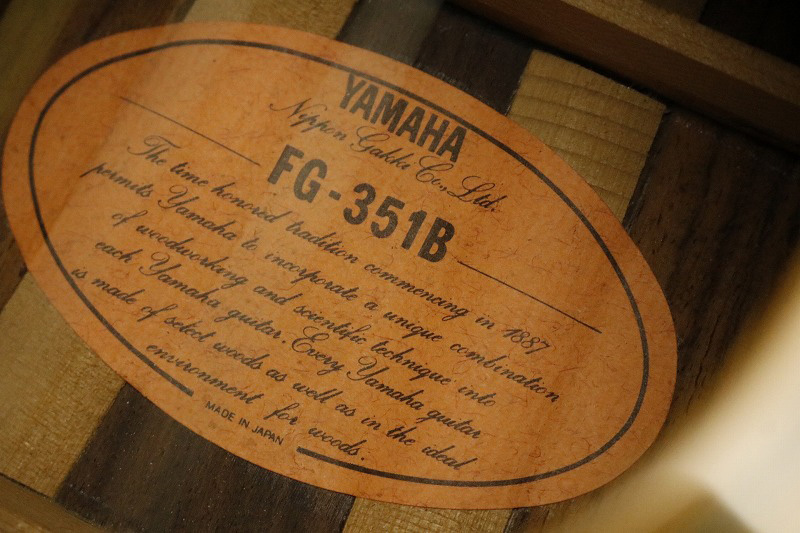 YAMAHA
Nippon Gakki Co., Ltd.
FG-351B
The time honored tradition commencing in 1887
permits Yamaha to incorporate a unique combination
of woodworking and scientific technique into
each Yamaha guitar. Every Yamaha guitar
is made of select woods as well as in the ideal
environment for woods.
MADE IN JAPAN